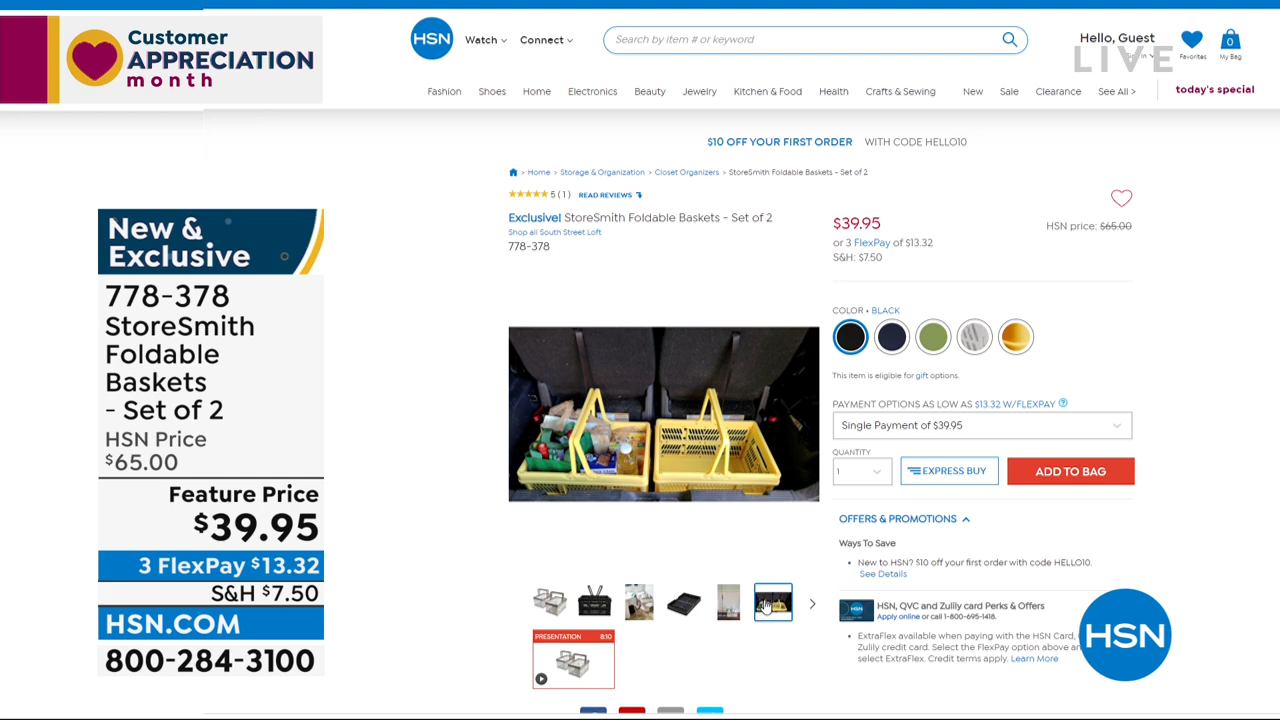 Customer
APPRECIATION
month
HSN
Watch
Connect
Search by item # or keyword
Hello, Guest
LIVE
Favorites
0
My Bag
Fashion
Shoes
Home
Electronics
Beauty
Jewelry
Kitchen & Food
Health
Crafts & Sewing
New
Sale
Clearance
See All >
today's special
$10 OFF YOUR FIRST ORDER WITH CODE HELLO10
> Home > Storage & Organization > Closet Organizers > StoreSmith Foldable Baskets - Set of 2
5 ( 1 ) READ REVIEWS
Exclusive! StoreSmith Foldable Baskets - Set of 2
Shop all South Street Loft
778-378
$39.95
HSN price: $65.00
or 3 FlexPay of $13.32
S&H: $7.50
COLOR • BLACK
This item is eligible for gift options.
PAYMENT OPTIONS AS LOW AS $13.32 W/FLEXPAY ?
Single Payment of $39.95
QUANTITY
1
EXPRESS BUY
ADD TO BAG
OFFERS & PROMOTIONS
Ways To Save
• New to HSN? $10 off your first order with code HELLO10.
See Details
HSN
HSN, QVC and Zulily card Perks & Offers
Apply online or call 1-800-695-1418.
• ExtraFlex available when paying with the HSN Card,
Zulily credit card. Select the FlexPay option above an
select ExtraFlex. Credit terms apply. Learn More
PRESENTATION 8:10
New &
Exclusive
778-378
StoreSmith
Foldable
Baskets
- Set of 2
HSN Price
$65.00
Feature Price
$39.95
3 FlexPay $13.32
S&H $7.50
HSN.COM
800-284-3100
HSN